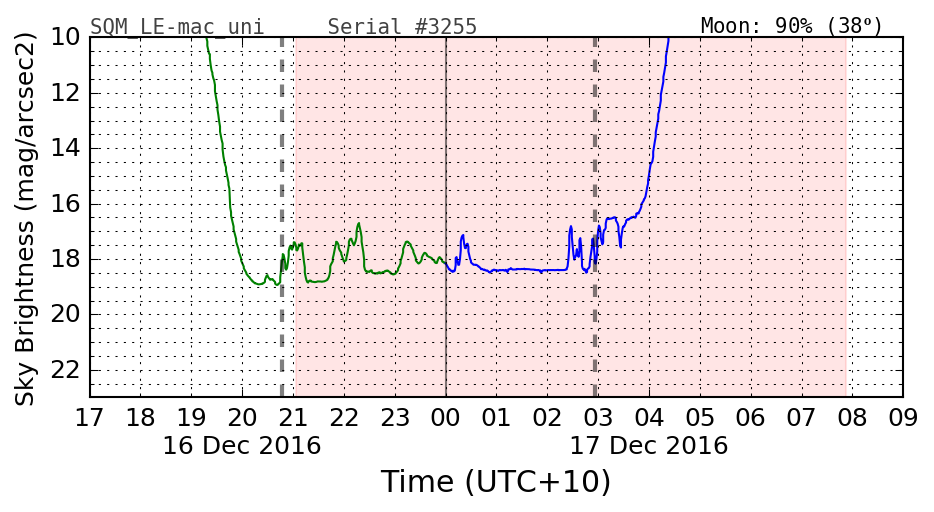 SQM_LE-mac_uni Serial #3255 Moon: 90% (38°)
10
12
14
16
18
20
22
Sky Brightness (mag/arcsec2)
17 18 19 20 21 22 23 00 01 02 03 04 05 06 07 08 09
16 Dec 2016 17 Dec 2016
Time (UTC+10)